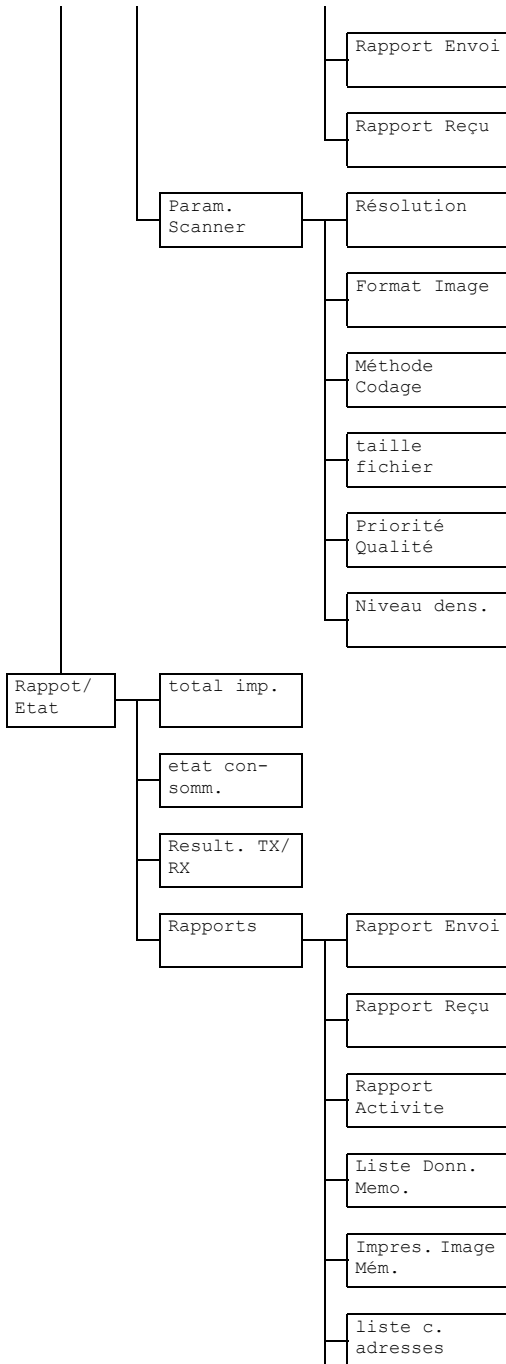 Rapport Envoi
Rapport Reçu
Param.
Scanner
Résolution
Format Image
Méthode
Codage
taille
fichier
Priorité
Qualité
Niveau dens.
Rappot/
Etat
total imp.
etat con-
somm.
Result. TX/
RX
Rapports
Rapport Envoi
Rapport Reçu
Rapport
Activite
Liste Donn.
Memo.
Impres. Image
Mém.
liste c.
adresses